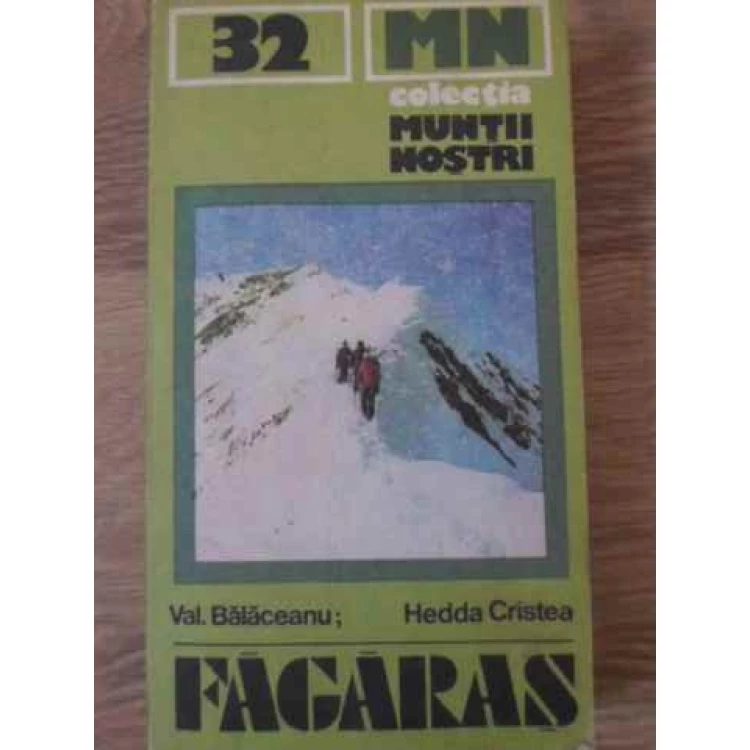 32
MN
colecția
MUNȚII
NOȘTRI
Val. Bălăceanu; Hedda Cristea
FĂGĂRAȘ